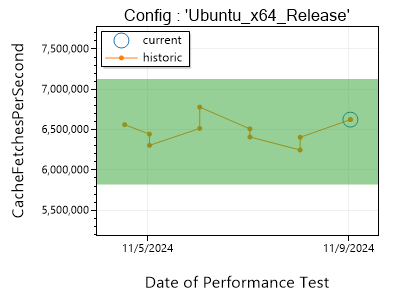 Config : 'Ubuntu_x64_Release'
current
historic
CacheFetchesPerSecond
7,500,000
7,000,000
6,500,000
6,000,000
5,500,000
11/5/2024 11/9/2024
Date of Performance Test